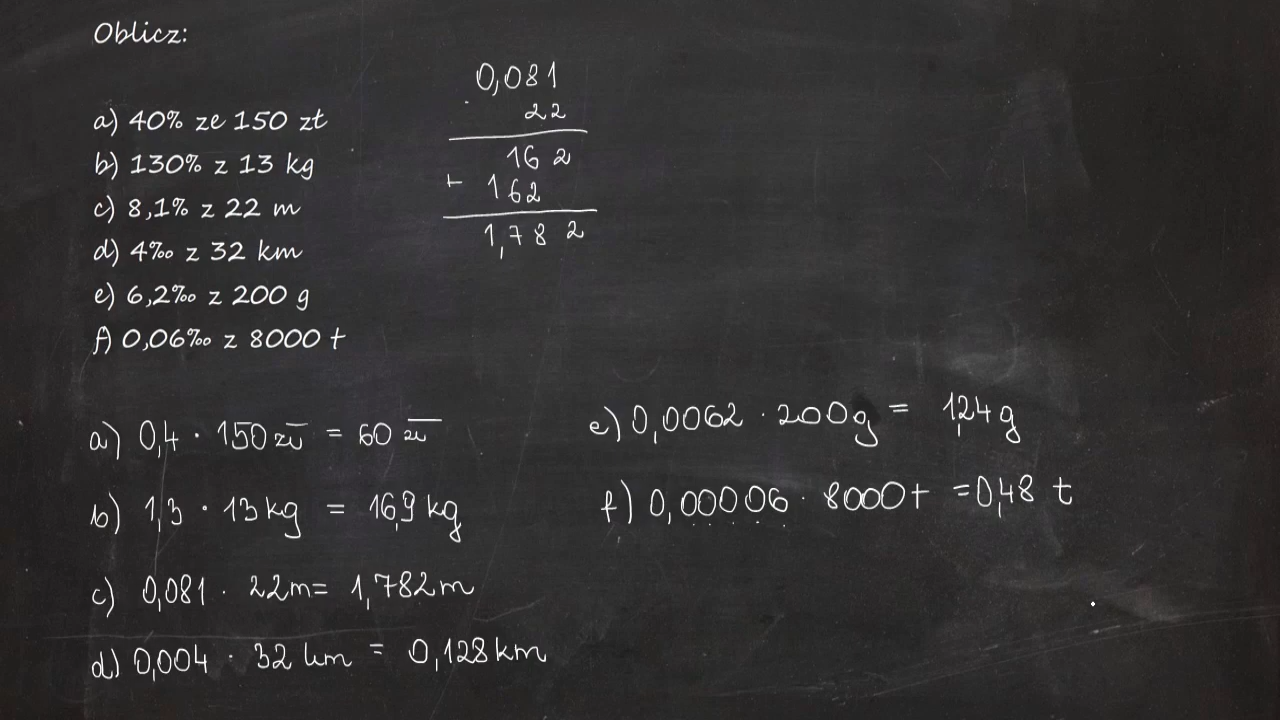 Oblicz:
a) 40% ze 150 zł
b) 130% z 13 kg
c) 8,1% z 22 m
d) 4‰ z 32 km
e) 6,2‰ z 200 g
f) 0,06‰ z 8000 t
0,081
· 22
162
+ 162
1,782
a) 0,4 · 150 zł = 60 zł
b) 1,3 · 13 kg = 16,9 kg
c) 0,081 · 22m = 1,782m
d) 0,004 · 32 km = 0,128 km
e) 0,0062 · 200g = 1,24 g
f) 0,00006 · 8000t = 0,48 t